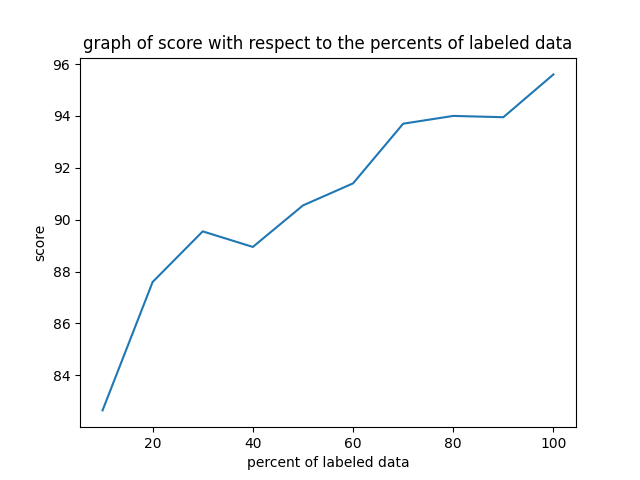 graph of score with respect to the percents of labeled data
96
94
92
90
88
86
84
score
20 40 60 80 100
percent of labeled data